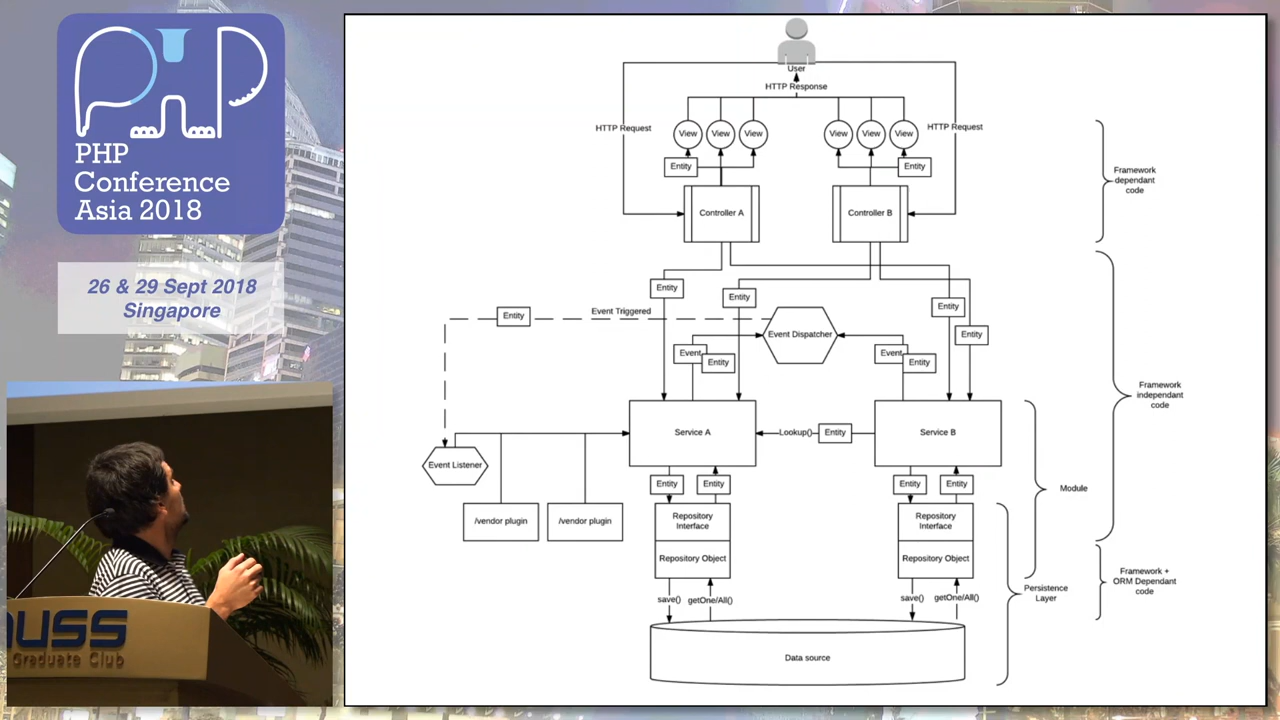 PHP
Conference
Asia 2018
26 & 29 Sept 2018
Singapore
USS
Graduate Club
User
HTTP Response
HTTP Request
View
View
View
View
View
View
HTTP Request
Entity
Entity
Controller A
Controller B
Framework
dependant
code
Entity
Entity
Entity
Entity
Entity
Event Triggered
Event Dispatcher
Event
Entity
Event
Entity
Service A
Lookup()
Entity
Service B
Framework
independant
code
Event Listener
/vendor plugin
/vendor plugin
Entity
Entity
Entity
Entity
Module
Repository
Interface
Repository
Interface
Repository Object
Repository Object
save()
getOne/All()
save()
getOne/All()
Persistence
Layer
Framework +
ORM Dependant
code
Data source